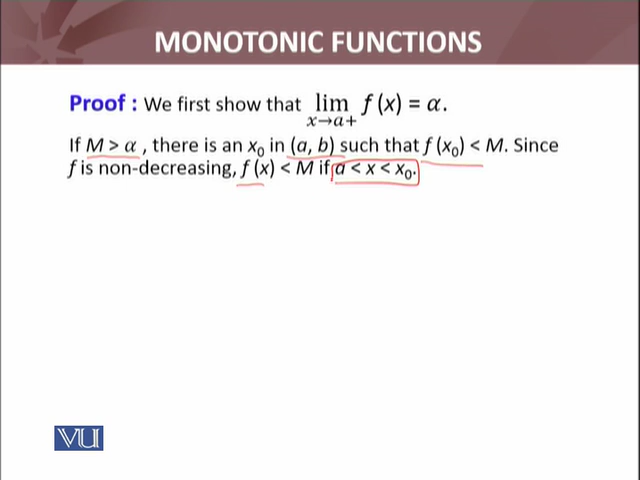 MONOTONIC FUNCTIONS
Proof : We first show that lim f (x) = α.
x→a+
If M > α , there is an x₀ in (a, b) such that f (x₀) < M. Since
f is non-decreasing, f (x) < M if a < x < x₀.
VU